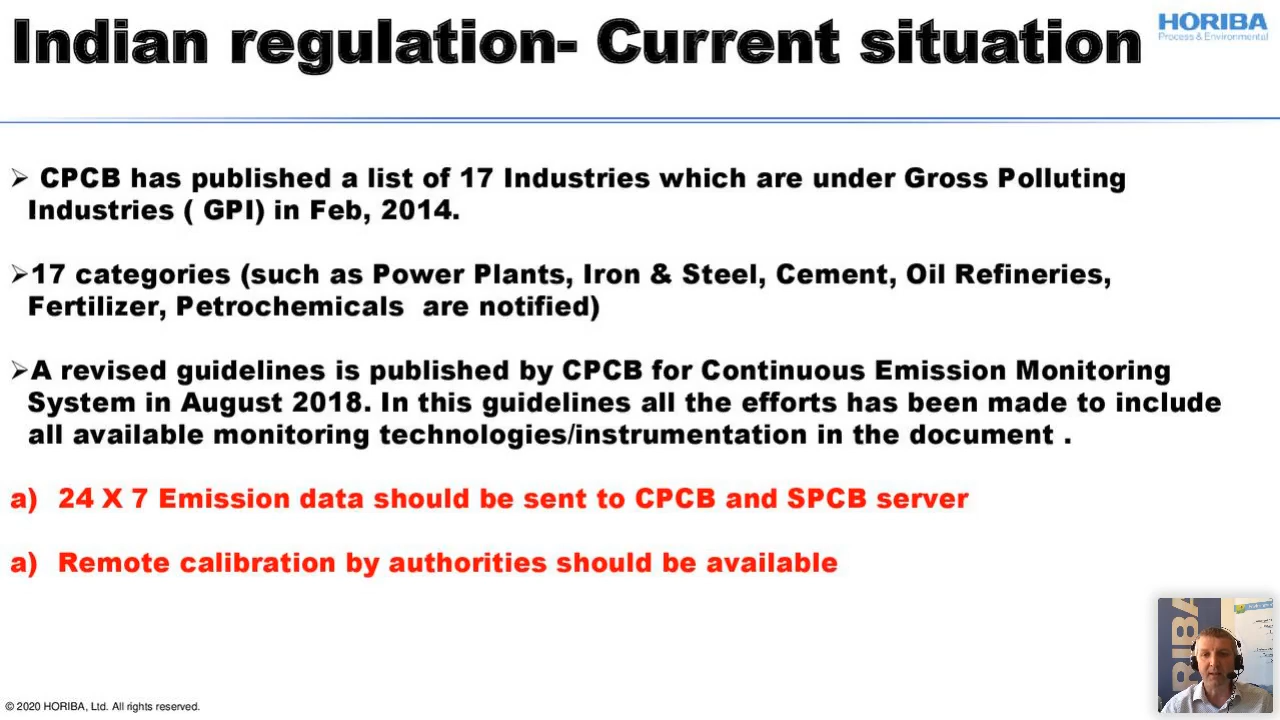 Indian regulation- Current situation
HORIBA
Process & Environmental
CPCB has published a list of 17 Industries which are under Gross Polluting
Industries ( GPI) in Feb, 2014.
17 categories (such as Power Plants, Iron & Steel, Cement, Oil Refineries,
Fertilizer, Petrochemicals are notified)
A revised guidelines is published by CPCB for Continuous Emission Monitoring
System in August 2018. In this guidelines all the efforts has been made to include
all available monitoring technologies/instrumentation in the document .
a) 24 X 7 Emission data should be sent to CPCB and SPCB server
a) Remote calibration by authorities should be available
RIBA
© 2020 HORIBA, Ltd. All rights reserved.